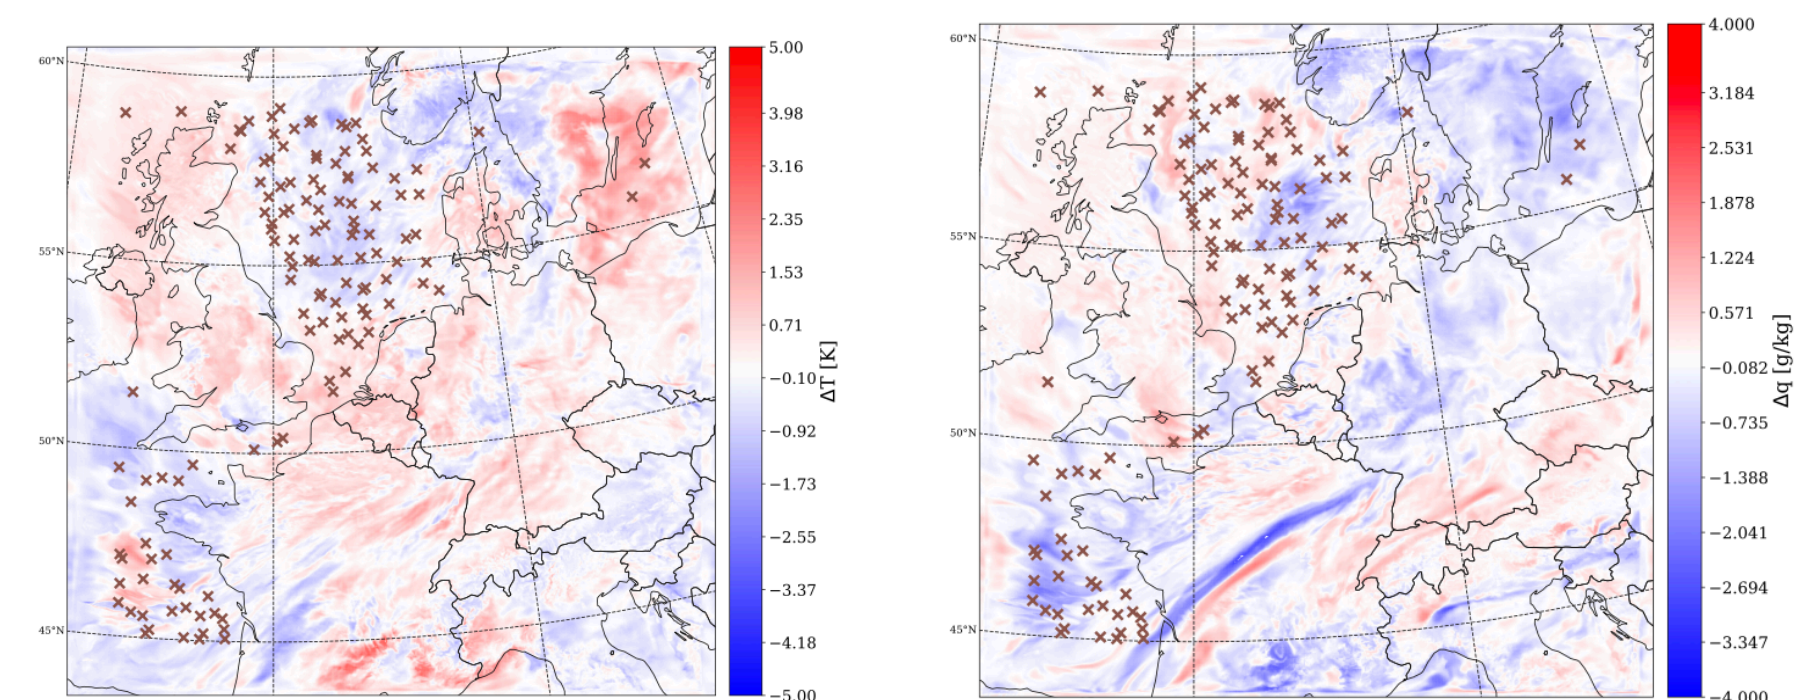 60°N
55°N
50°N
45°N
5.00
3.98
3.16
2.35
1.53
0.71
−0.10
−0.92
−1.73
−2.55
−3.37
−4.18
−5.00
ΔT [K]
60°N
55°N
50°N
45°N
4.000
3.184
2.531
1.878
1.224
0.571
−0.082
−0.735
−1.388
−2.041
−2.694
−3.347
−4.000
Δq [g/kg]